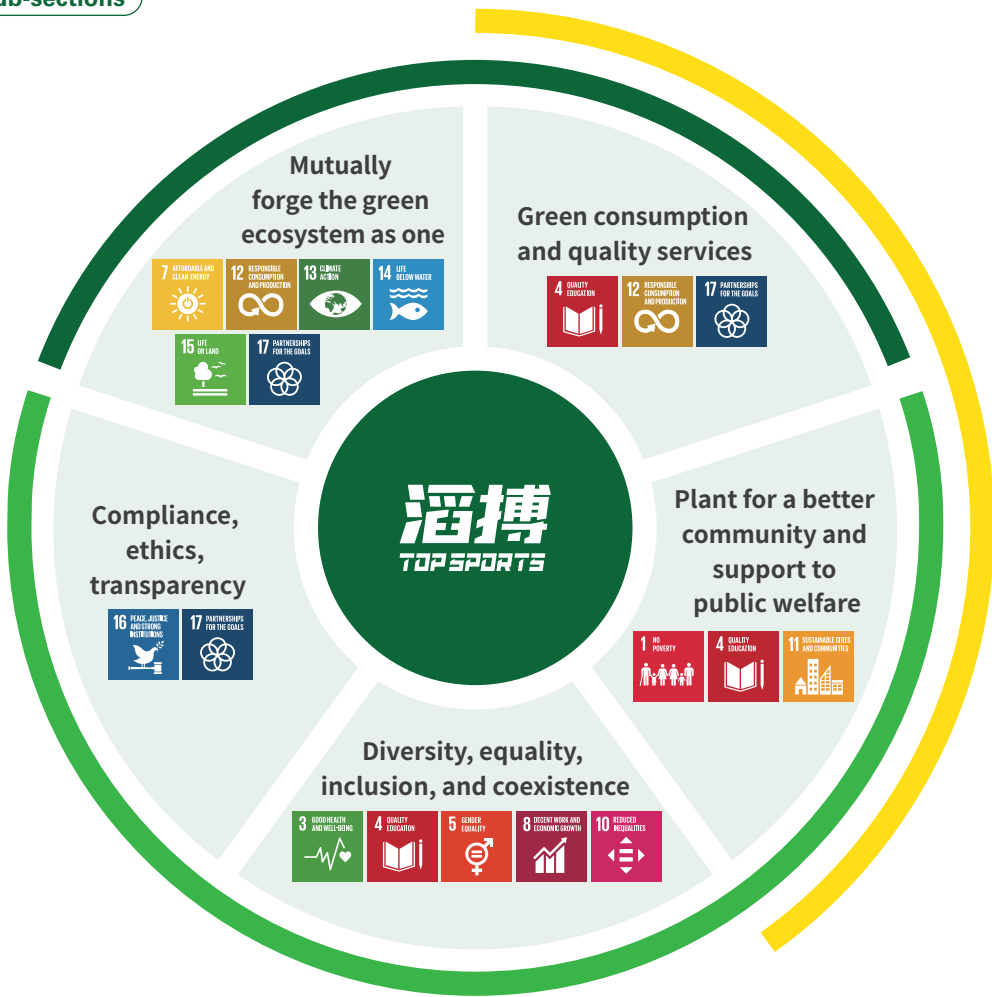 sub-sections
Mutually
forge the green
ecosystem as one
7 AFFORDABLE AND
CLEAN ENERGY
12 RESPONSIBLE
CONSUMPTION
AND PRODUCTION
13 CLIMATE
ACTION
14 LIFE
BELOW WATER
15 LIFE
ON LAND
17 PARTNERSHIPS
FOR THE GOALS
Green consumption
and quality services
4 QUALITY
EDUCATION
12 RESPONSIBLE
CONSUMPTION
AND PRODUCTION
17 PARTNERSHIPS
FOR THE GOALS
滔搏
TOPSPORTS
Compliance,
ethics,
transparency
16 PEACE, JUSTICE
AND STRONG
INSTITUTIONS
17 PARTNERSHIPS
FOR THE GOALS
Plant for a better
community and
support to
public welfare
1 NO
POVERTY
4 QUALITY
EDUCATION
11 SUSTAINABLE CITIES
AND COMMUNITIES
Diversity, equality,
inclusion, and coexistence
3 GOOD HEALTH
AND WELL-BEING
4 QUALITY
EDUCATION
5 GENDER
EQUALITY
8 DECENT WORK AND
ECONOMIC GROWTH
10 REDUCED
INEQUALITIES